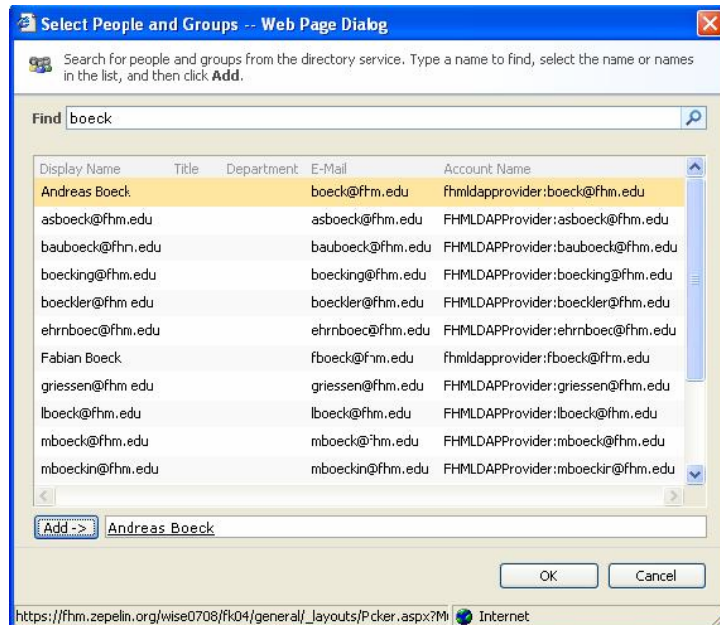 Select People and Groups -- Web Page Dialog
Search for people and groups from the directory service. Type a name to find, select the name or names
in the list, and then click Add.
Find boeck
Display Name Title Department E-Mail Account Name
Andreas Boeck boeck@fhm.edu fhmldapprovider:boeck@fhm.edu
asboeck@fhm.edu asboeck@fhm.edu FHMLDAPProvider:asboeck@fhm.edu
bauboeck@fhm.edu bauboeck@fhm.edu FHMLDAPProvider:bauboeck@fhm.edu
boecking@fhm.edu boecking@fhm.edu FHMLDAPProvider:boecking@fhm.edu
boeckler@fhm edu boeckler@fhm.edu FHMLDAPProvider:boeckler@fhm.edu
ehrnboec@fhm.edu ehrnboec@fhm.edu FHMLDAPProvider:ehrnboec@fhm.edu
Fabian Boeck fboeck@fhm.edu fhmldapprovider:fboeck@fhm.edu
griessen@fhm edu griessen@fhm.edu FHMLDAPProvider:griessen@fhm.edu
lboeck@fhm.edu lboeck@fhm.edu FHMLDAPProvider:lboeck@fhm.edu
mboeck@fhm.edu mboeck@fhm.edu FHMLDAPProvider:mboeck@fhm.edu
mboeckin@fhm.edu mboeckin@fhm.edu FHMLDAPProvider:mboeckin@fhm.edu
Add -> Andreas Boeck
OK Cancel
https://fhm.zepelin.org/wise0708/fk04/general/_layouts/Picker.aspx?Mu Internet